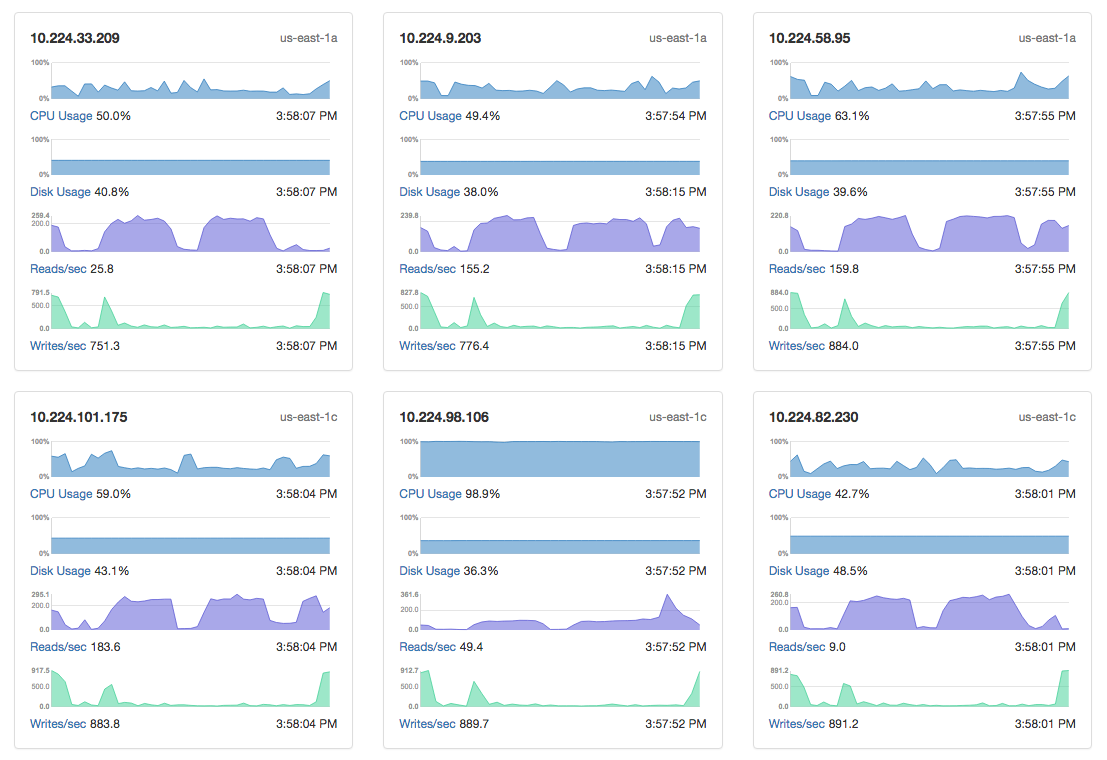 10.224.33.209 us-east-1a
100%
0%
CPU Usage 50.0% 3:58:07 PM
100%
0%
Disk Usage 40.8% 3:58:07 PM
258.4
200.0
0.0
Reads/sec 25.8 3:58:07 PM
791.5
500.0
0.0
Writes/sec 751.3 3:58:07 PM
10.224.9.203 us-east-1a
100%
0%
CPU Usage 49.4% 3:57:54 PM
100%
0%
Disk Usage 38.0% 3:58:15 PM
239.8
0.0
Reads/sec 155.2 3:58:15 PM
827.8
500.0
0.0
Writes/sec 776.4 3:58:15 PM
10.224.58.95 us-east-1a
100%
0%
CPU Usage 63.1% 3:57:55 PM
100%
0%
Disk Usage 39.6% 3:57:55 PM
220.8
0.0
Reads/sec 159.8 3:57:55 PM
884.0
500.0
0.0
Writes/sec 884.0 3:57:55 PM
10.224.101.175 us-east-1c
100%
0%
CPU Usage 59.0% 3:58:04 PM
100%
0%
Disk Usage 43.1% 3:58:04 PM
285.1
200.0
0.0
Reads/sec 183.6 3:58:04 PM
917.5
500.0
0.0
Writes/sec 883.8 3:58:04 PM
10.224.98.106 us-east-1c
100%
0%
CPU Usage 98.9% 3:57:52 PM
100%
0%
Disk Usage 36.3% 3:57:52 PM
361.6
200.0
0.0
Reads/sec 49.4 3:57:52 PM
912.7
500.0
0.0
Writes/sec 889.7 3:57:52 PM
10.224.82.230 us-east-1c
100%
0%
CPU Usage 42.7% 3:58:01 PM
100%
0%
Disk Usage 48.5% 3:58:01 PM
260.8
200.0
0.0
Reads/sec 9.0 3:58:01 PM
891.2
500.0
0.0
Writes/sec 891.2 3:58:01 PM